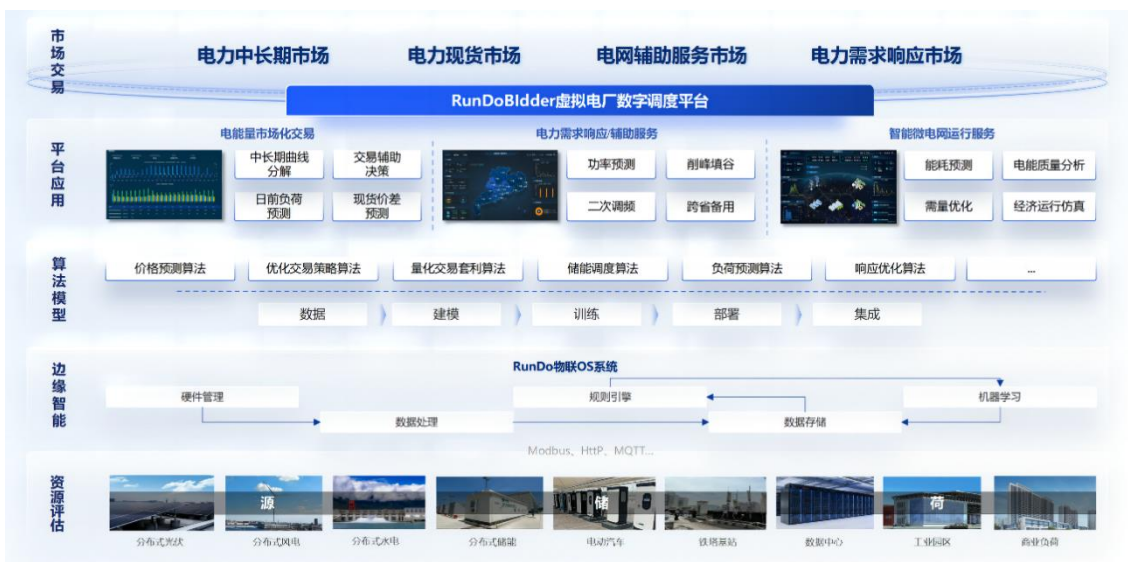 市场交易
电力中长期市场
电力现货市场
电网辅助服务市场
电力需求响应市场
RunDoBIdder虚拟电厂数字调度平台
平台应用
电能量市场化交易
中长期曲线
分解
交易辅助
决策
日前负荷
预测
现货价差
预测
电力需求响应/辅助服务
功率预测
削峰填谷
二次调频
跨省备用
智能微电网运行服务
能耗预测
电能质量分析
需量优化
经济运行仿真
算法模型
价格预测算法
优化交易策略算法
量化交易套利算法
储能调度算法
负荷预测算法
响应优化算法
...
数据
建模
训练
部署
集成
边缘智能
RunDo物联OS系统
硬件管理
规则引擎
机器学习
数据处理
数据存储
Modbus、HttP、MQTT...
资源评估
源
储
荷
分布式光伏
分布式风电
分布式水电
分布式储能
电动汽车
铁塔基站
数据中心
工业园区
商业负荷